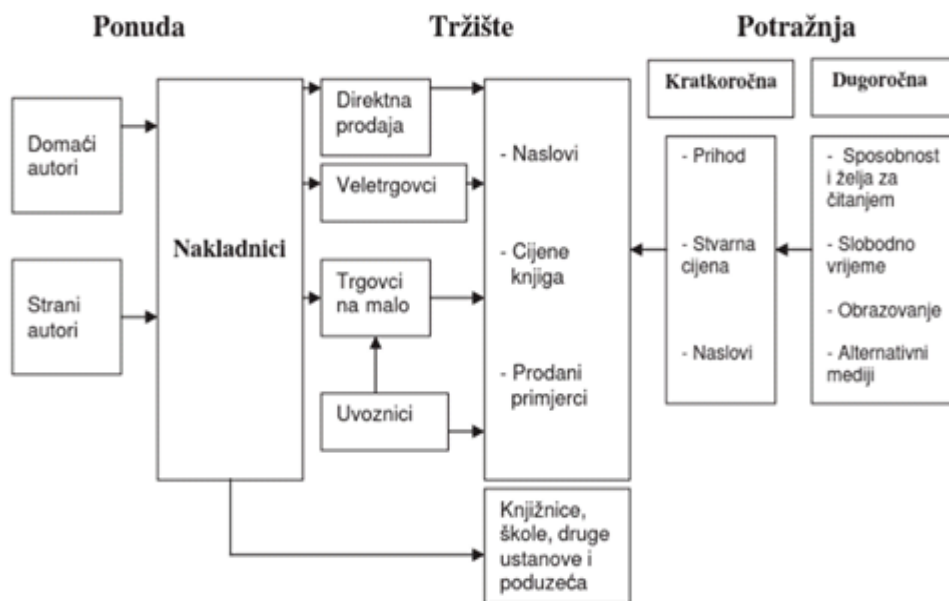 Ponuda
Tržište
Potražnja
Domaći
autori
Strani
autori
Nakladnici
Direktna
prodaja
Veletrgovci
Trgovci
na malo
Uvoznici
- Naslovi
- Cijene
knjiga
- Prodani
primjerci
Knjižnice,
škole, druge
ustanove i
poduzeća
Kratkoročna
- Prihod
- Stvarna
cijena
- Naslovi
Dugoročna
- Sposobnost
i želja za
čitanjem
- Slobodno
vrijeme
- Obrazovanje
- Alternativni
mediji